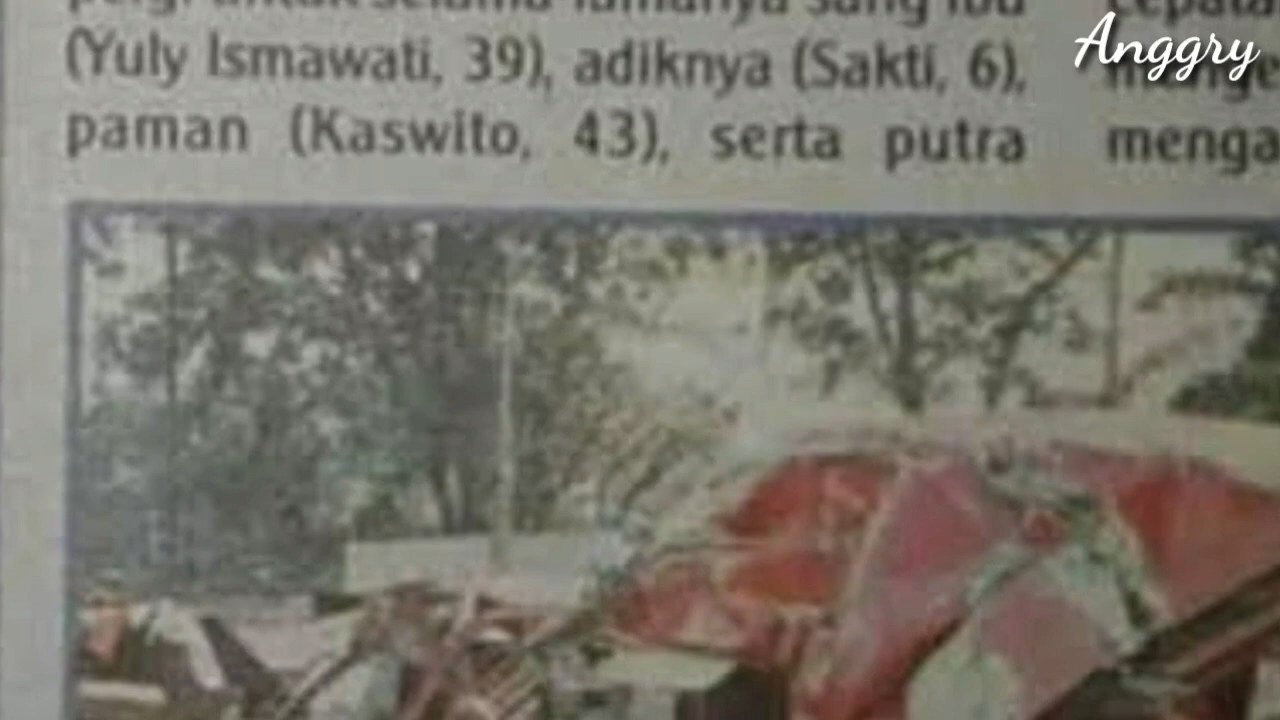 (Yuly Ismawati, 39), adiknya (Sakti, 6),
paman (Kaswito, 43), serta putra
menga
Anggry